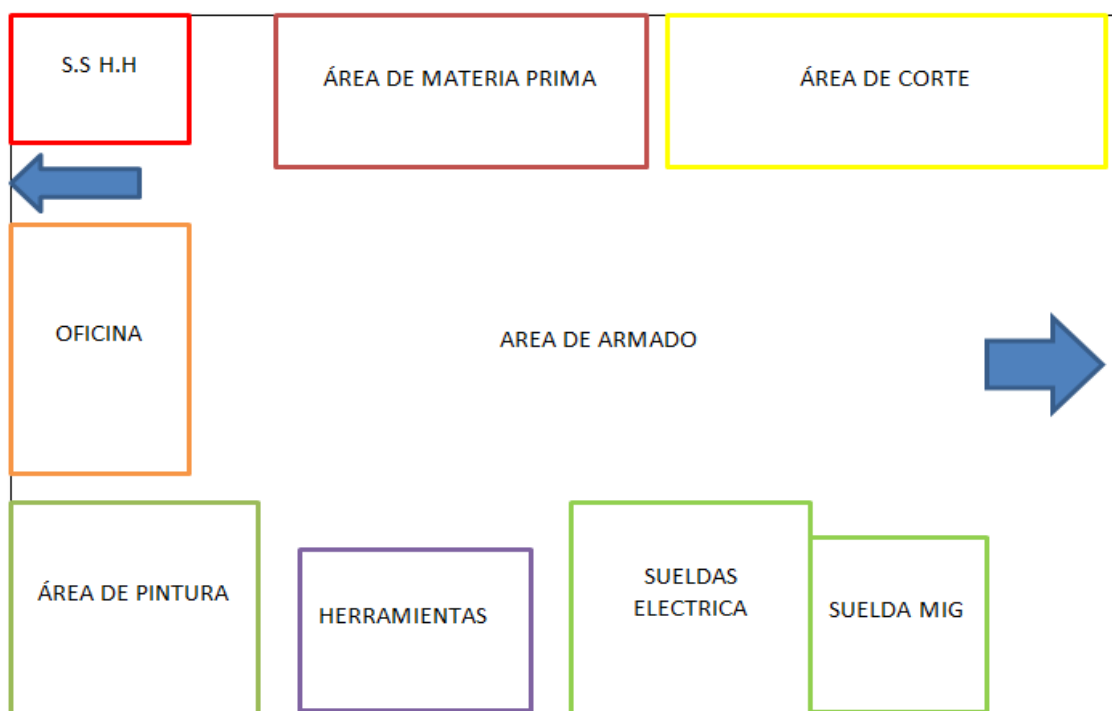 S.S H.H
ÁREA DE MATERIA PRIMA
ÁREA DE CORTE
OFICINA
AREA DE ARMADO
ÁREA DE PINTURA
HERRAMIENTAS
SUELDAS
ELECTRICA
SUELDA MIG